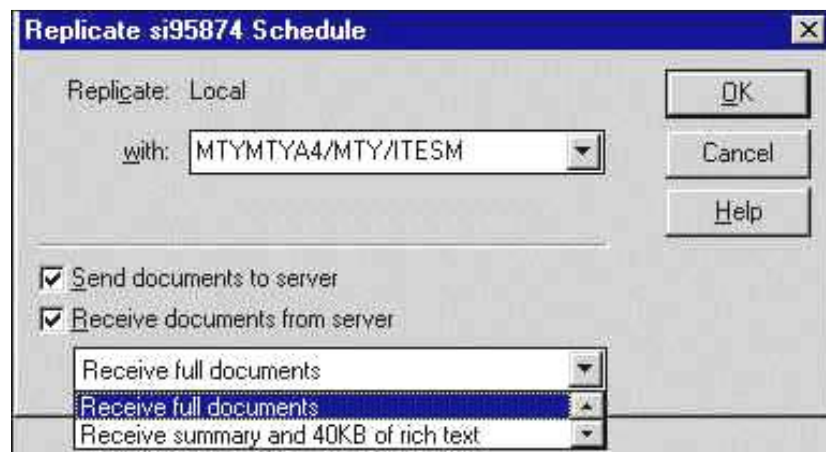 Replicate si95874 Schedule
Replicate: Local
OK
with: MTYMTYA4/MTY/ITESM
Cancel
Help
Send documents to server
Receive documents from server
Receive full documents
Receive full documents
Receive summary and 40KB of rich text